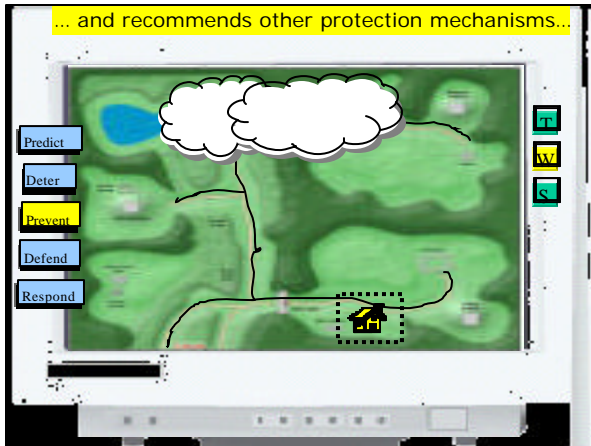 ... and recommends other protection mechanisms...
Predict
Deter
Prevent
Defend
Respond
T
W
S